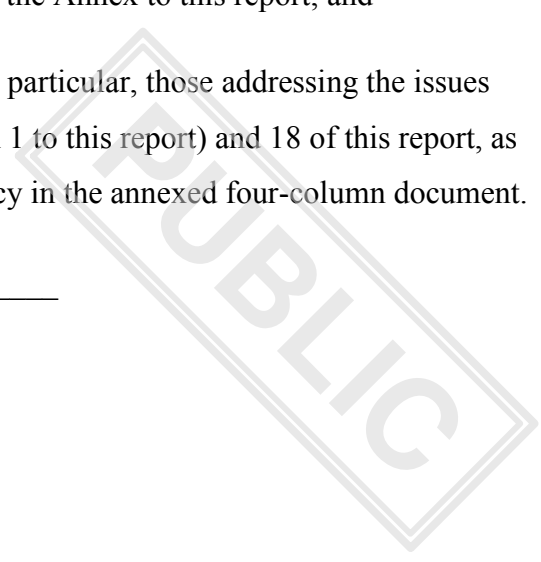 the Annex to this report; and
particular, those addressing the issues
1 to this report) and 18 of this report, as
cy in the annexed four-column document.
PUBLIC